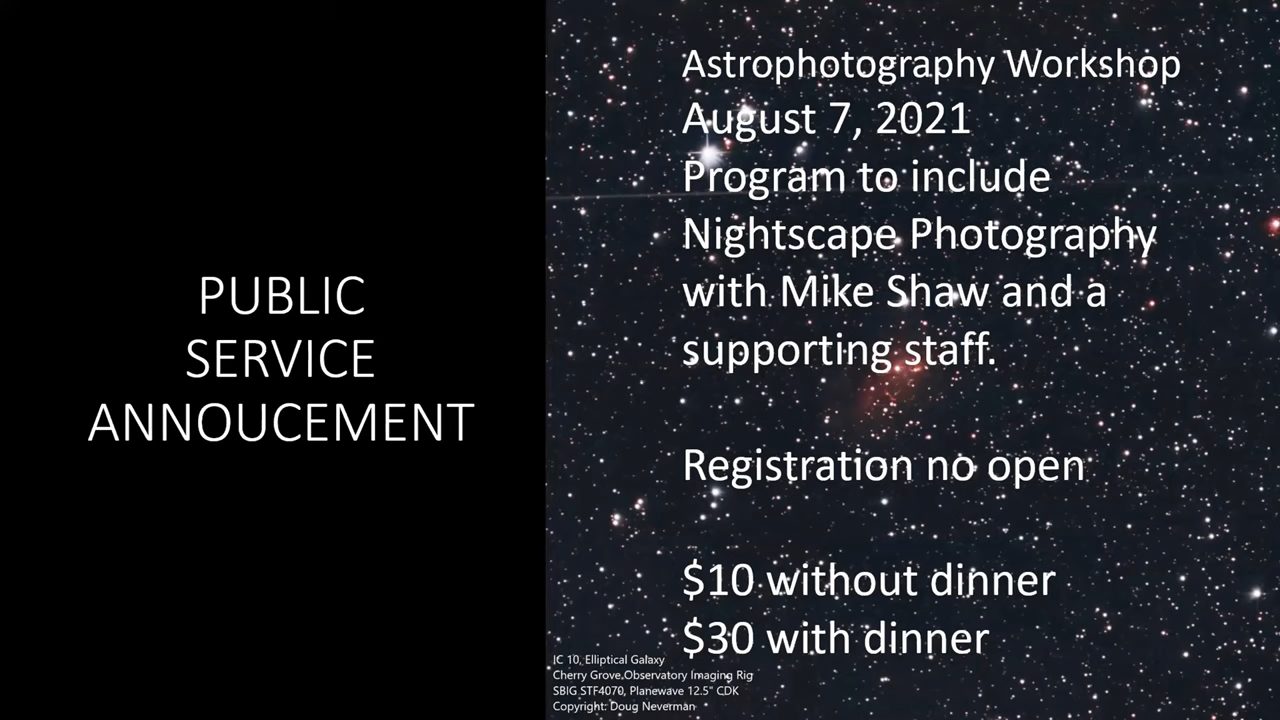 PUBLIC
SERVICE
ANNOUCEMENT
Astrophotography Workshop
August 7, 2021
Program to include
Nightscape Photography
with Mike Shaw and a
supporting staff.
Registration no open
$10 without dinner
$30 with dinner
IC 10, Elliptical Galaxy
Cherry Grove,Observatory Imaging Rig
SBIG STF4070, Planewave 12.5" CDK
Copyright: Doug Neverman